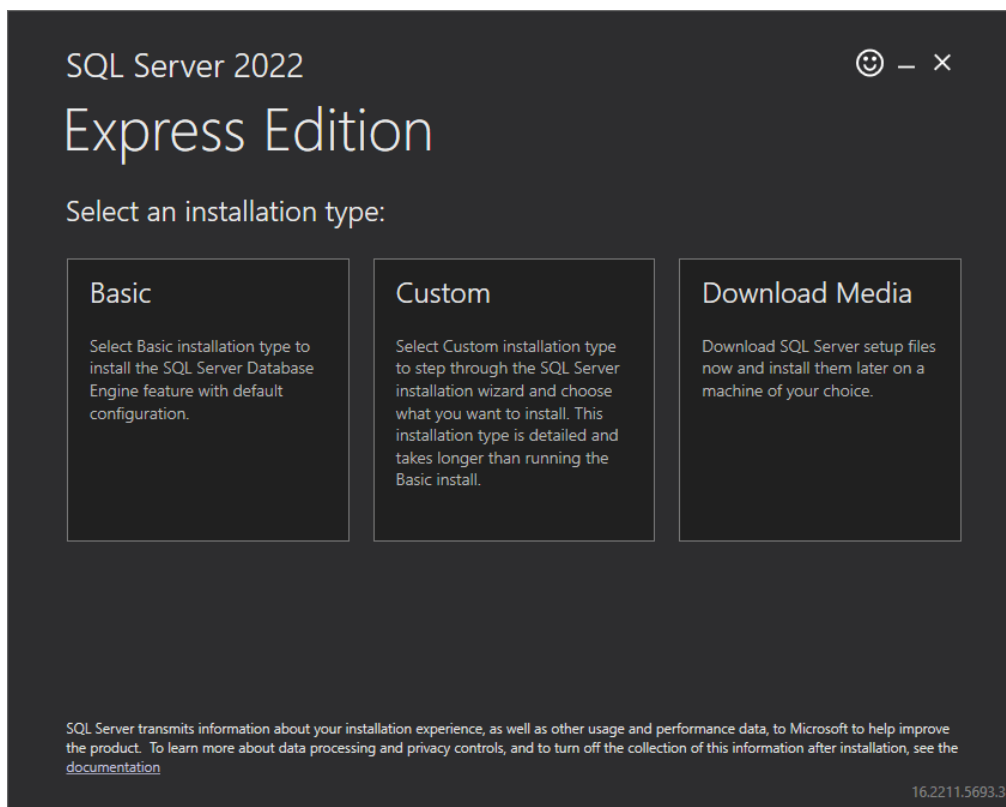 SQL Server 2022
Express Edition
Select an installation type:
Basic
Select Basic installation type to
install the SQL Server Database
Engine feature with default
configuration.
Custom
Select Custom installation type
to step through the SQL Server
installation wizard and choose
what you want to install. This
installation type is detailed and
takes longer than running the
Basic install.
Download Media
Download SQL Server setup files
now and install them later on a
machine of your choice.
SQL Server transmits information about your installation experience, as well as other usage and performance data, to Microsoft to help improve
the product.  To learn more about data processing and privacy controls, and to turn off the collection of this information after installation, see the
documentation
16.2211.5693.3